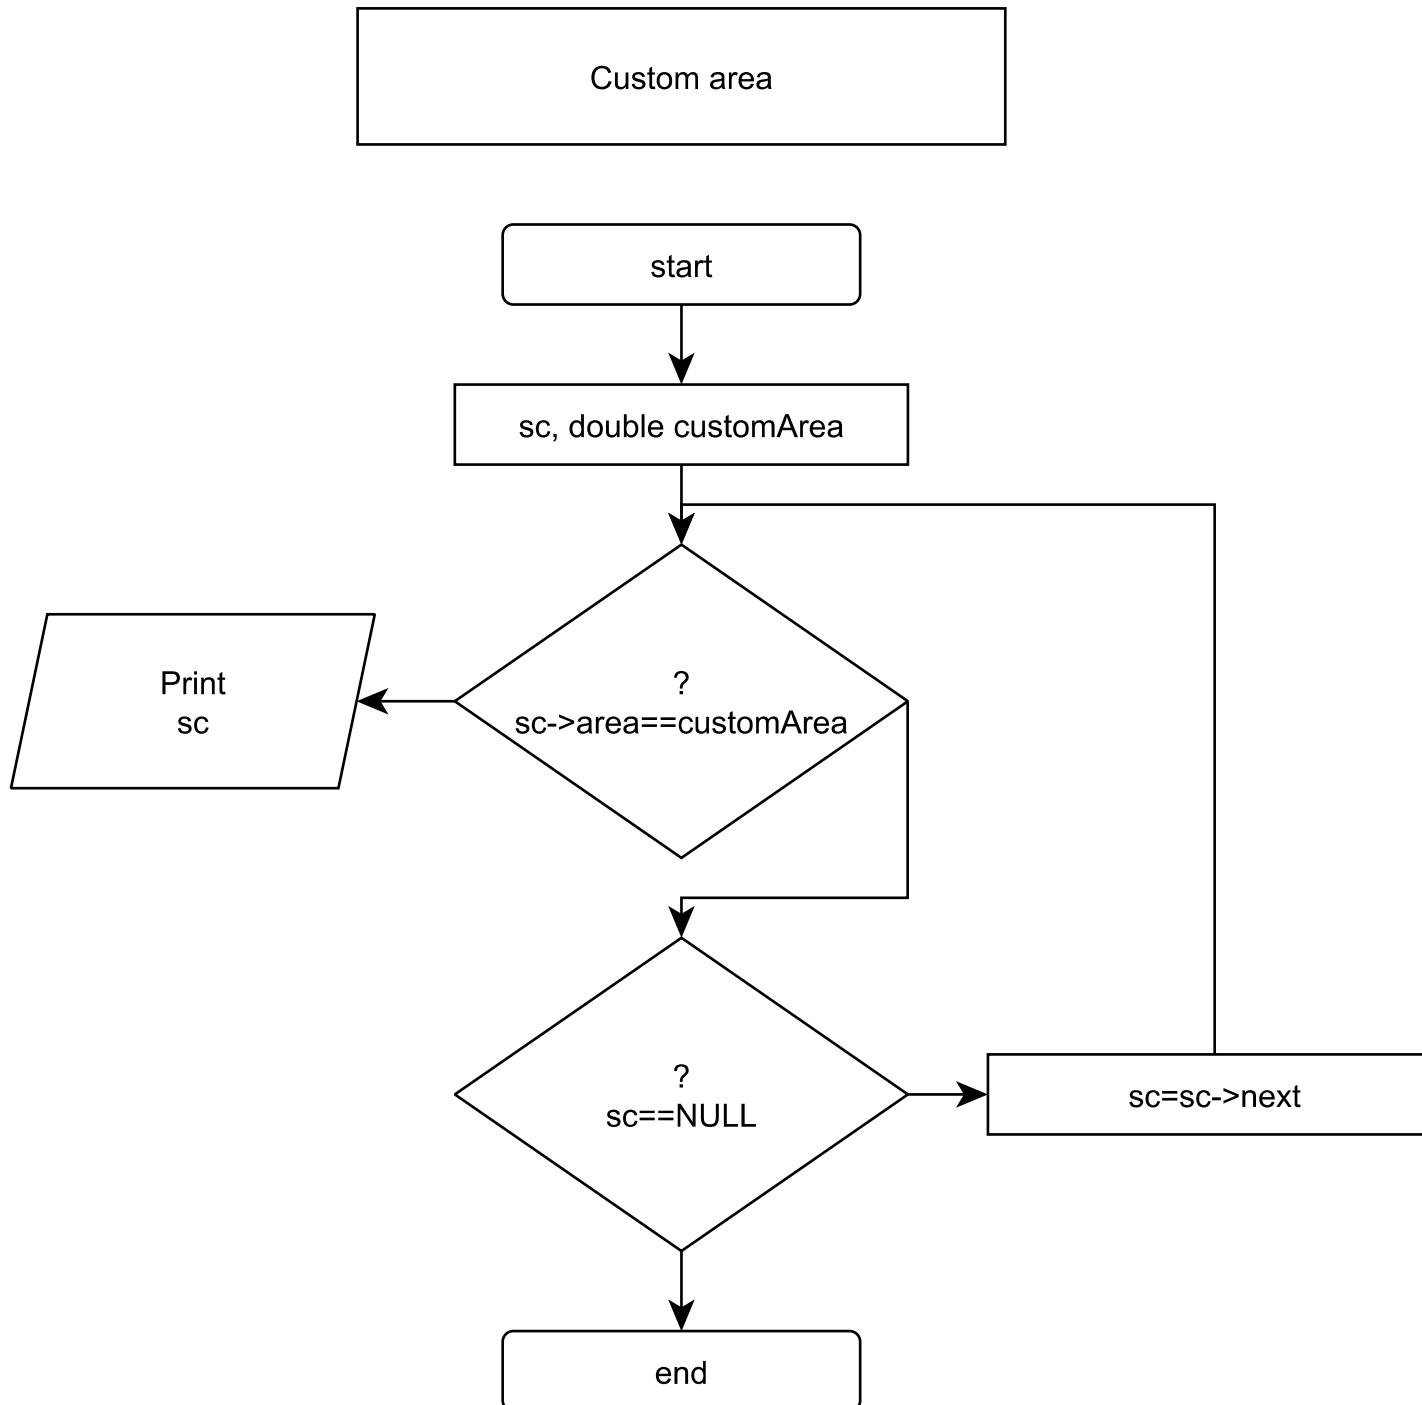 Custom area
start
sc, double customArea
?
sc->area==customArea
Print
sc
?
sc==NULL
sc=sc->next
end